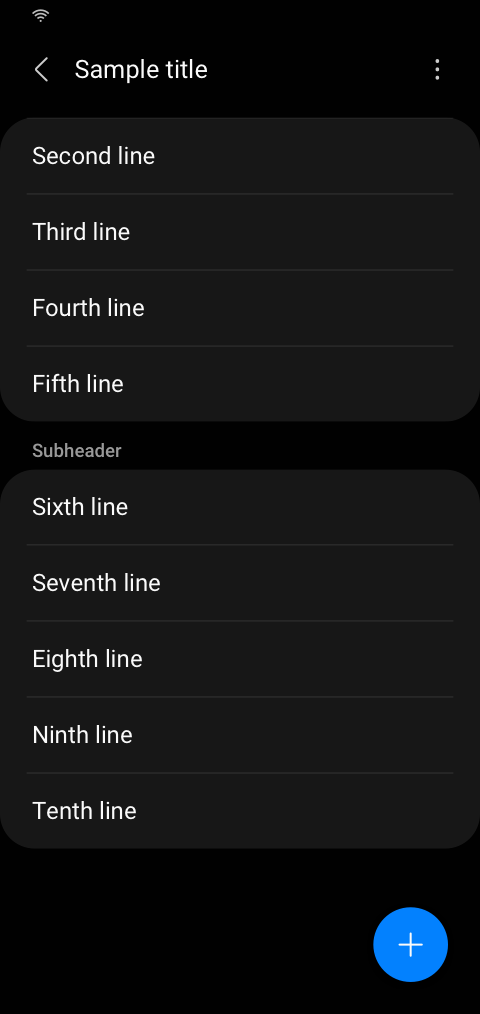 Sample title
Second line
Third line
Fourth line
Fifth line
Subheader
Sixth line
Seventh line
Eighth line
Ninth line
Tenth line